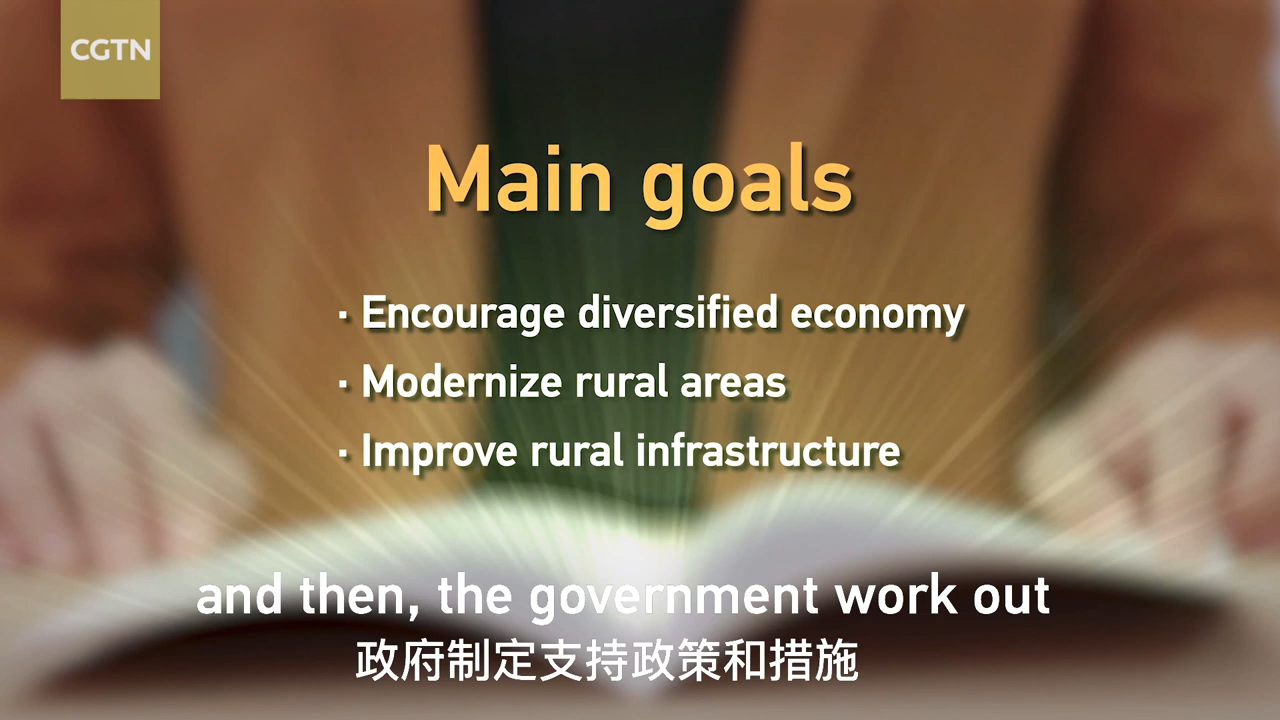 CGTN
Main goals
· Encourage diversified economy
· Modernize rural areas
· Improve rural infrastructure
and then, the government work out
政府制定支持政策和措施